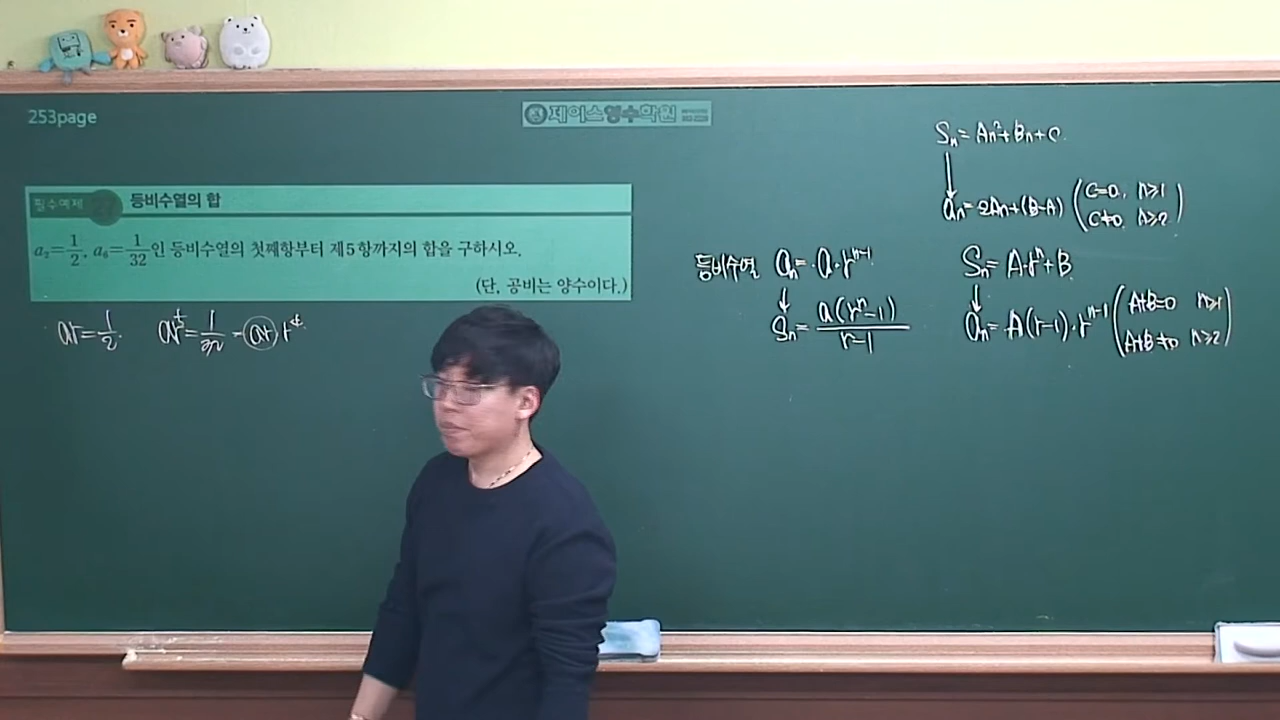 253page
제이스영수학원
필수예제
등비수열의 합
a₂=1/2, a₆=1/32인 등비수열의 첫째항부터 제5항까지의 합을 구하시오.
(단, 공비는 양수이다.)
ar=1/2 ar⁵=1/32=(ar)·r⁴
Sₙ=An²+Bn+C
↓
aₙ=2An+(B-A) (C=0, n≥1
C≠0, n≥2)
등비수열 aₙ=a·rⁿ⁻¹
↓
Sₙ=a(rⁿ-1)/r-1
Sₙ=A·rⁿ+B
↓
aₙ=A(r-1)·rⁿ⁻¹ (A+B=0 n≥1
A+B≠0 n≥2)